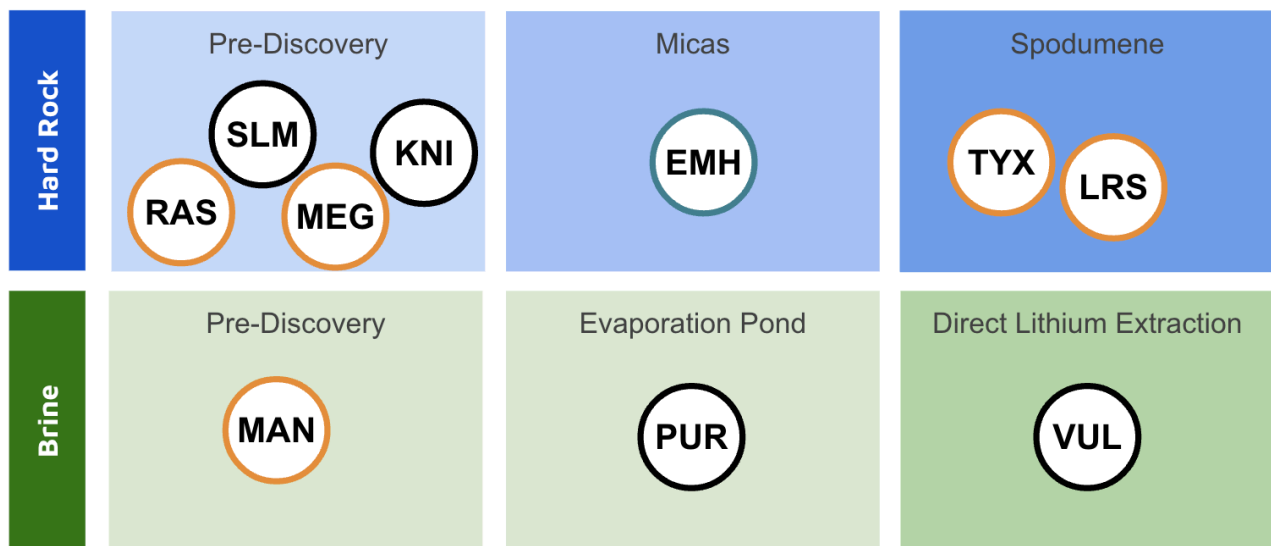 Hard Rock
Pre-Discovery
SLM
KNI
RAS
MEG
Micas
EMH
Spodumene
TYX
LRS
Brine
Pre-Discovery
MAN
Evaporation Pond
PUR
Direct Lithium Extraction
VUL